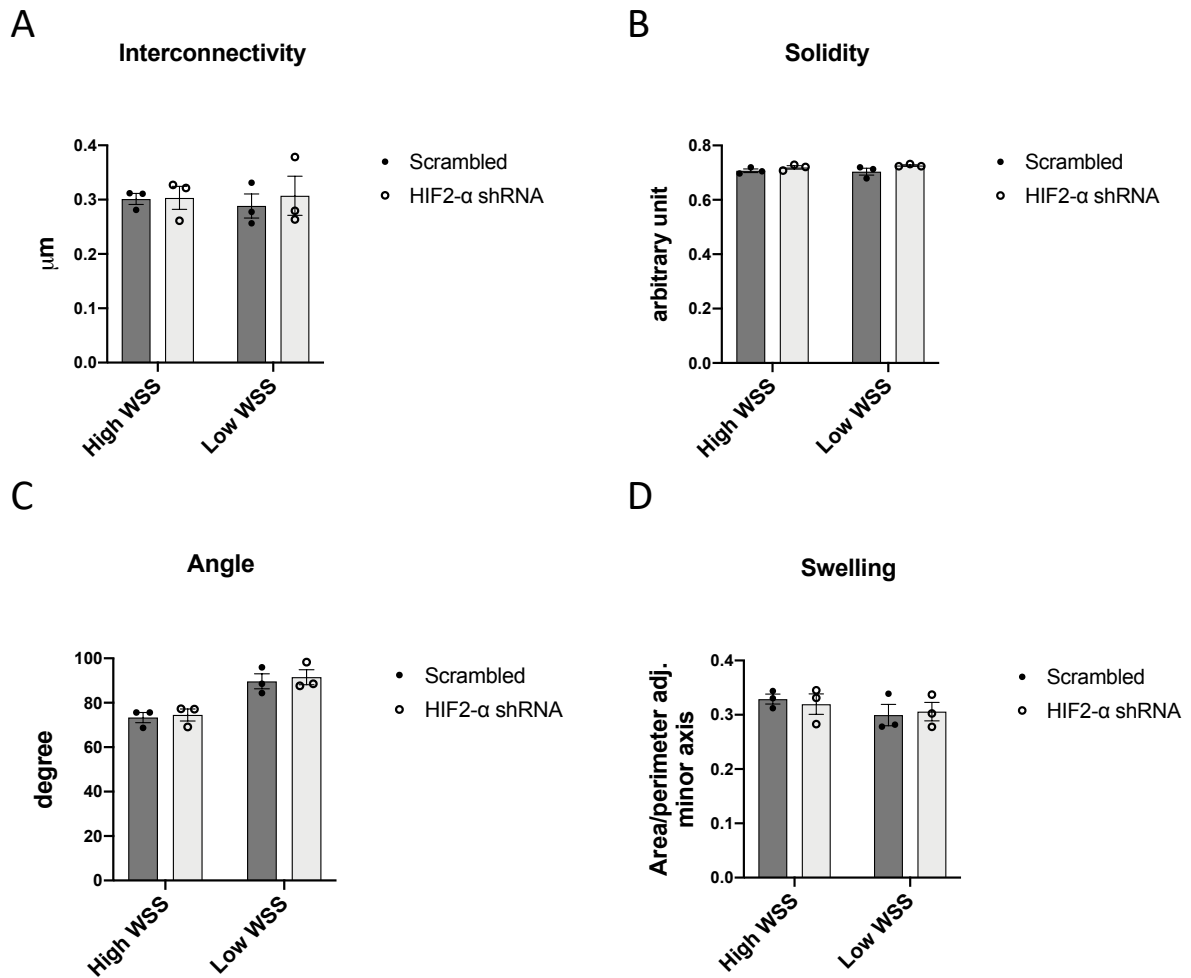 A
Interconnectivity
μm
0.4
0.3
0.2
0.1
0.0
High WSS
Low WSS
Scrambled
HIF2-α shRNA
B
Solidity
arbitrary unit
0.8
0.6
0.4
0.2
0.0
High WSS
Low WSS
Scrambled
HIF2-α shRNA
C
Angle
degree
100
80
60
40
20
0
High WSS
Low WSS
Scrambled
HIF2-α shRNA
D
Swelling
Area/perimeter adj.
minor axis
0.4
0.3
0.2
0.1
0.0
High WSS
Low WSS
Scrambled
HIF2-α shRNA